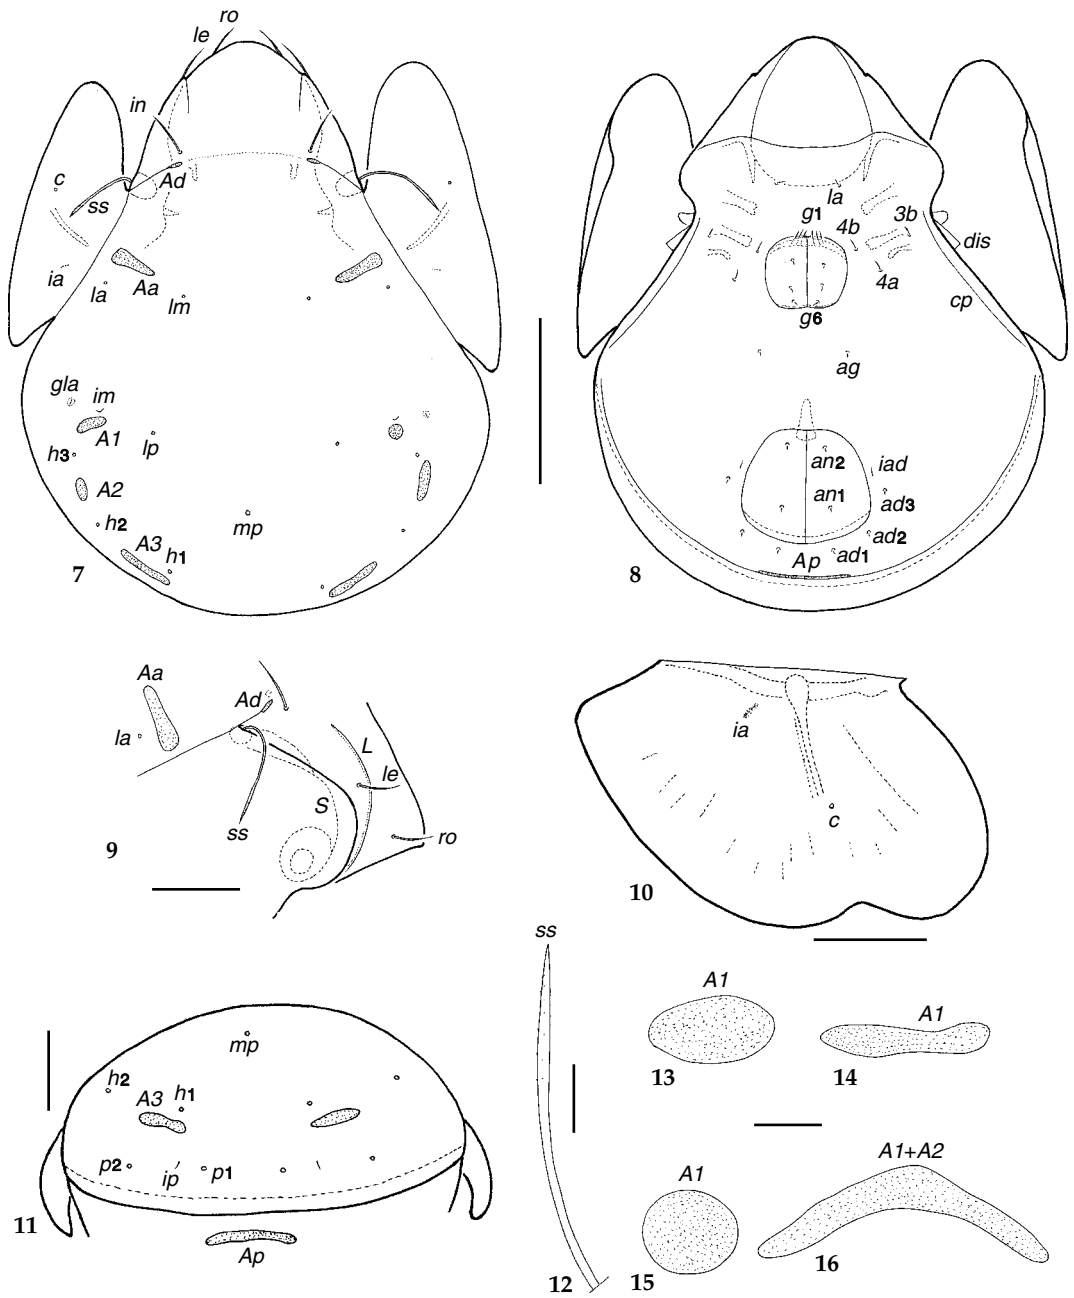 ro
le
in
c
ss
Ad
ia
la
Aa
lm
gla
im
A1
lp
h3
A2
h2
mp
A3
h1
7
la
g1
4b
3b
dis
4a
cp
g6
ag
an2
iad
an1
ad3
ad2
Ap
ad1
8
Aa
Ad
la
L
le
S
ss
ro
9
ia
c
10
mp
h2
A3
h1
p2
ip
p1
11
Ap
ss
12
A1
13
A1
14
A1
15
A1+A2
16